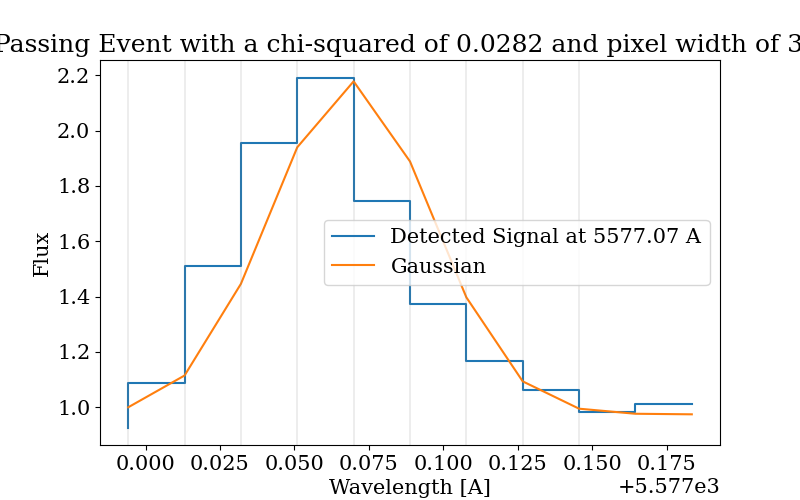 Passing Event with a chi-squared of 0.0282 and pixel width of 3
2.2
2.0
1.8
1.6
1.4
1.2
1.0
Flux
Detected Signal at 5577.07 A
Gaussian
0.000 0.025 0.050 0.075 0.100 0.125 0.150 0.175
Wavelength [A]
+5.577e3